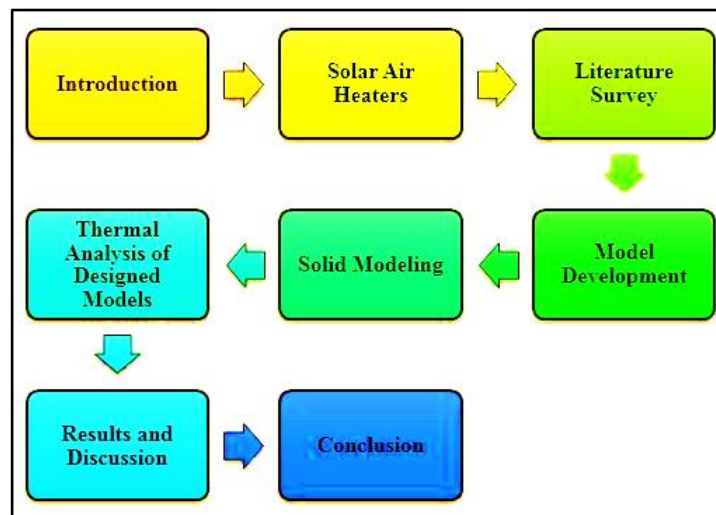 Introduction
Solar Air
Heaters
Literature
Survey
Model
Development
Solid Modeling
Thermal
Analysis of
Designed
Models
Results and
Discussion
Conclusion